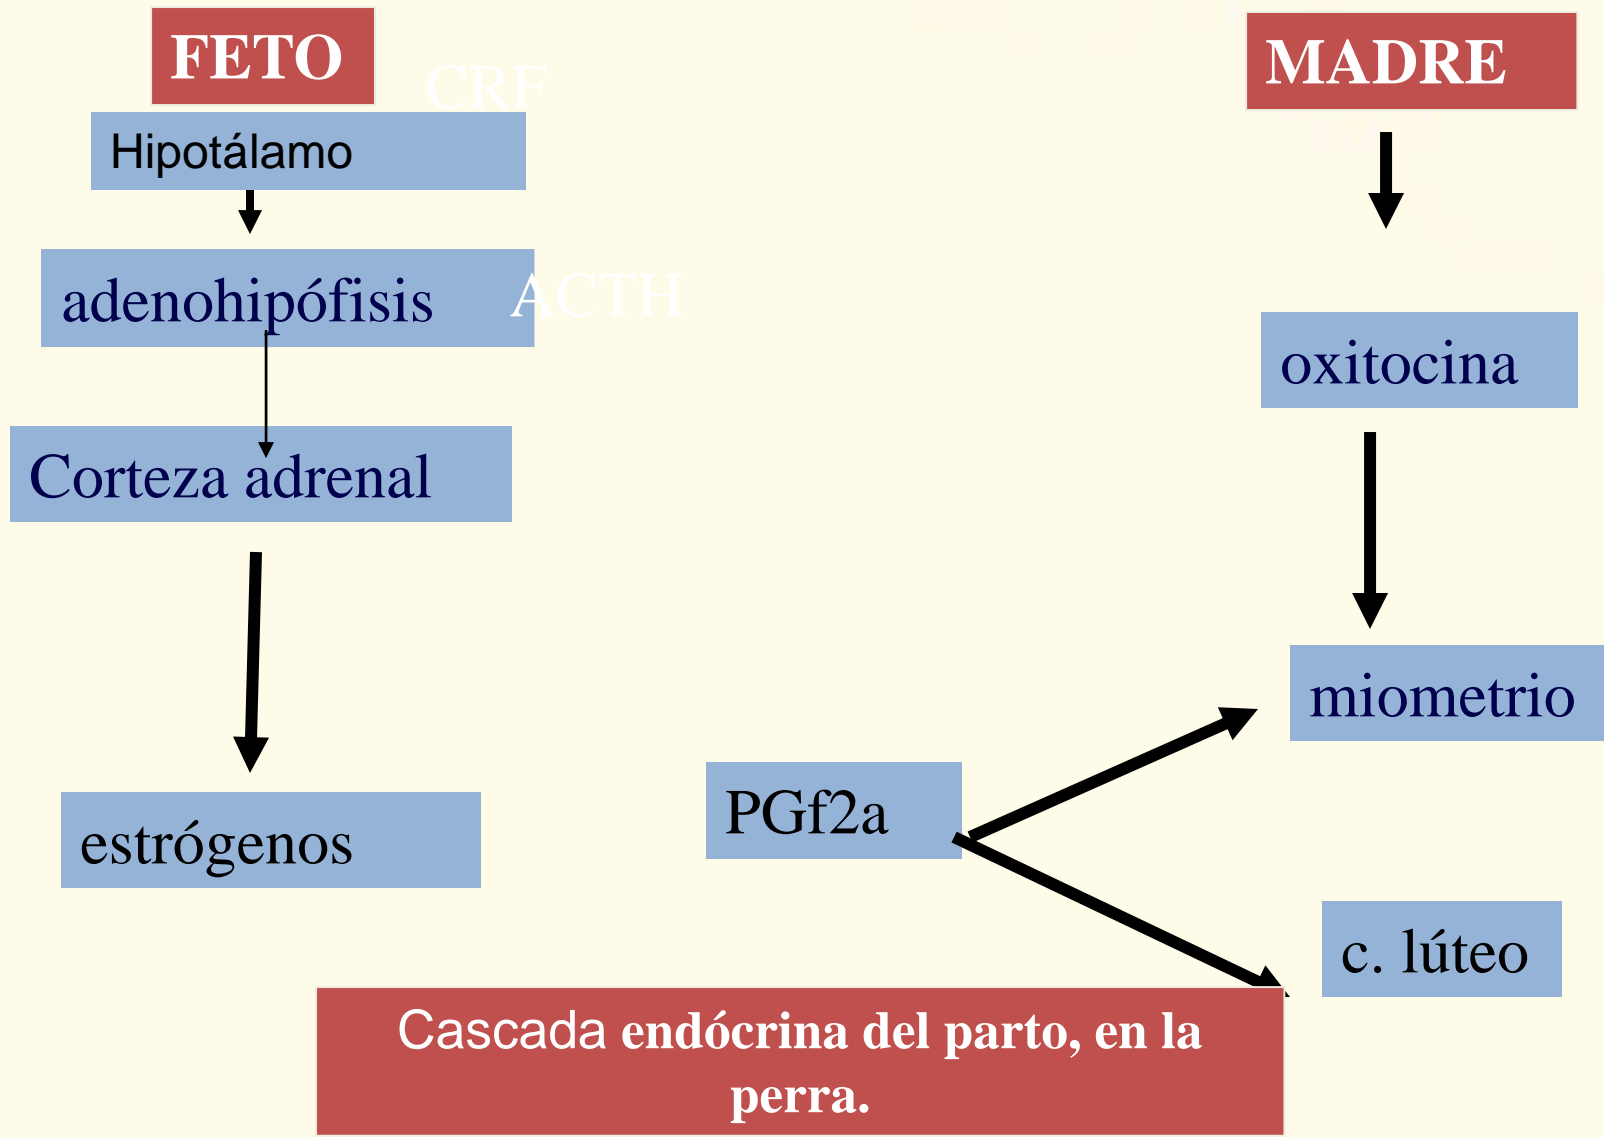 FETO
CRF
Hipotálamo
adenohipófisis
ACTH
Corteza adrenal
estrógenos
MADRE
oxitocina
miometrio
PGf2a
c. lúteo
Cascada endócrina del parto, en la
perra.